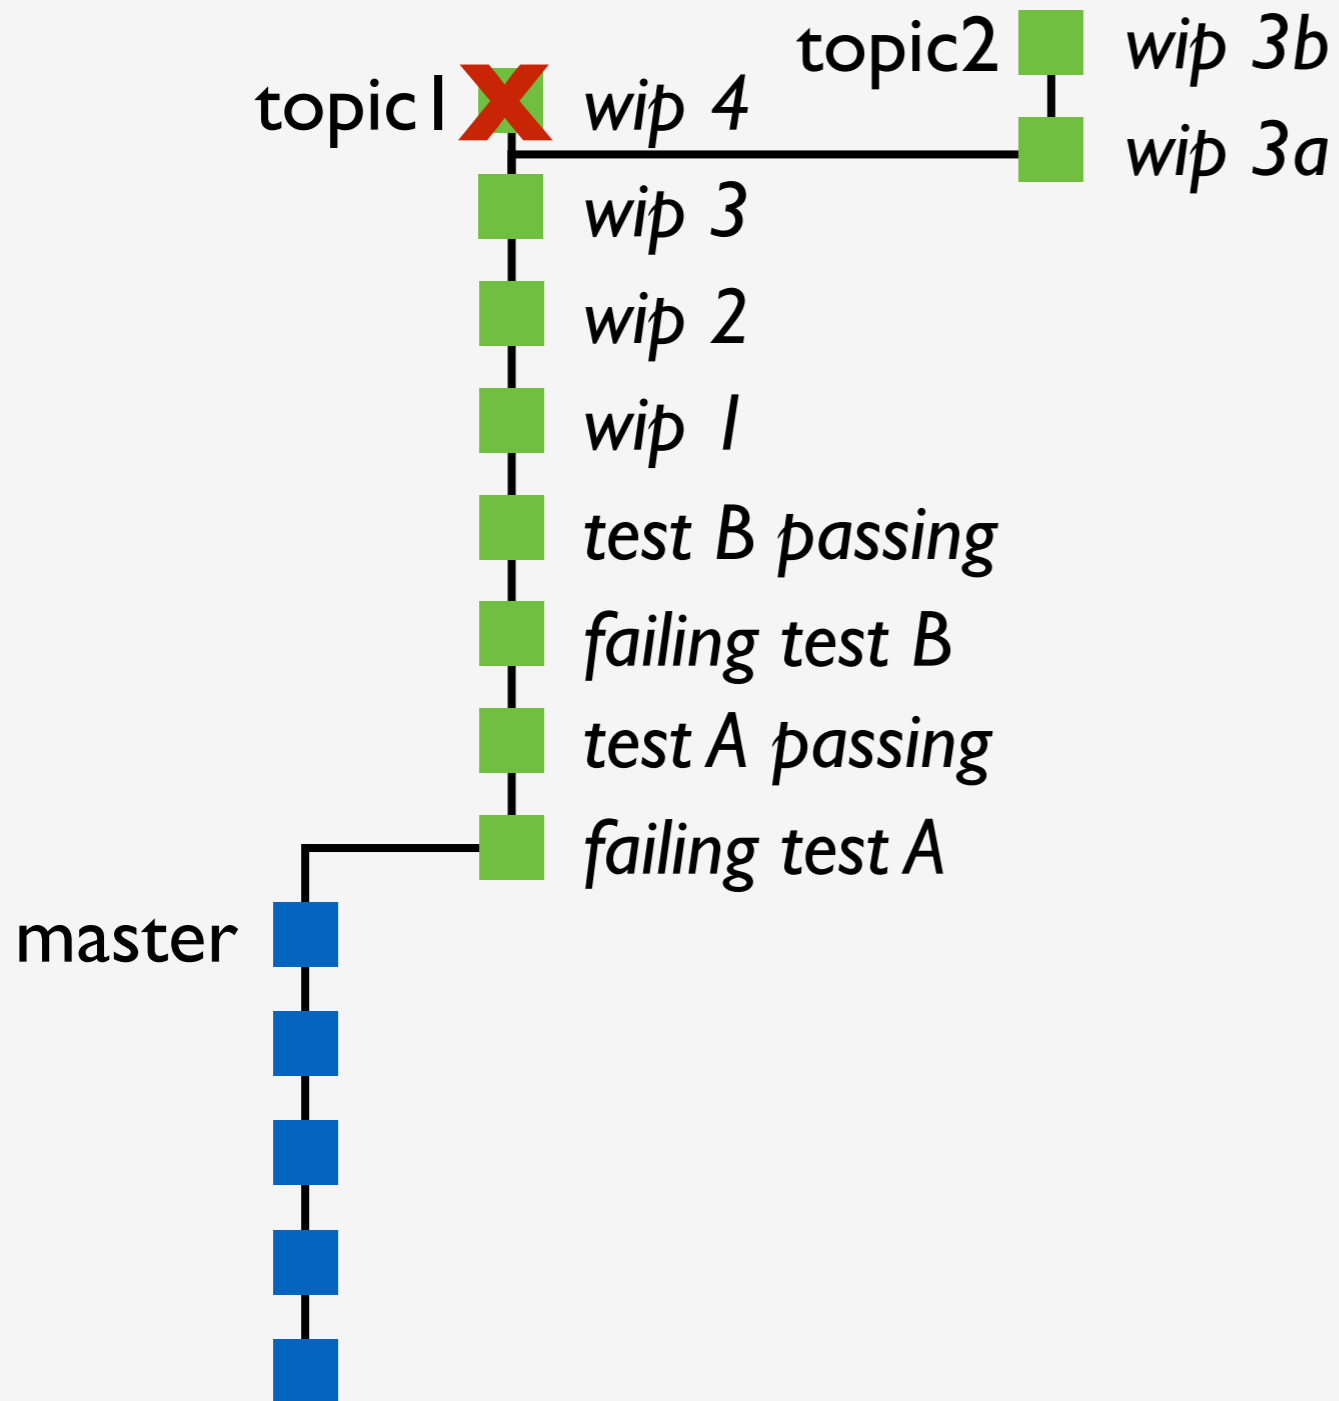 topic2 wip 3b
topic1 wip 4
wip 3a
wip 3
wip 2
wip 1
test B passing
failing test B
test A passing
failing test A
master